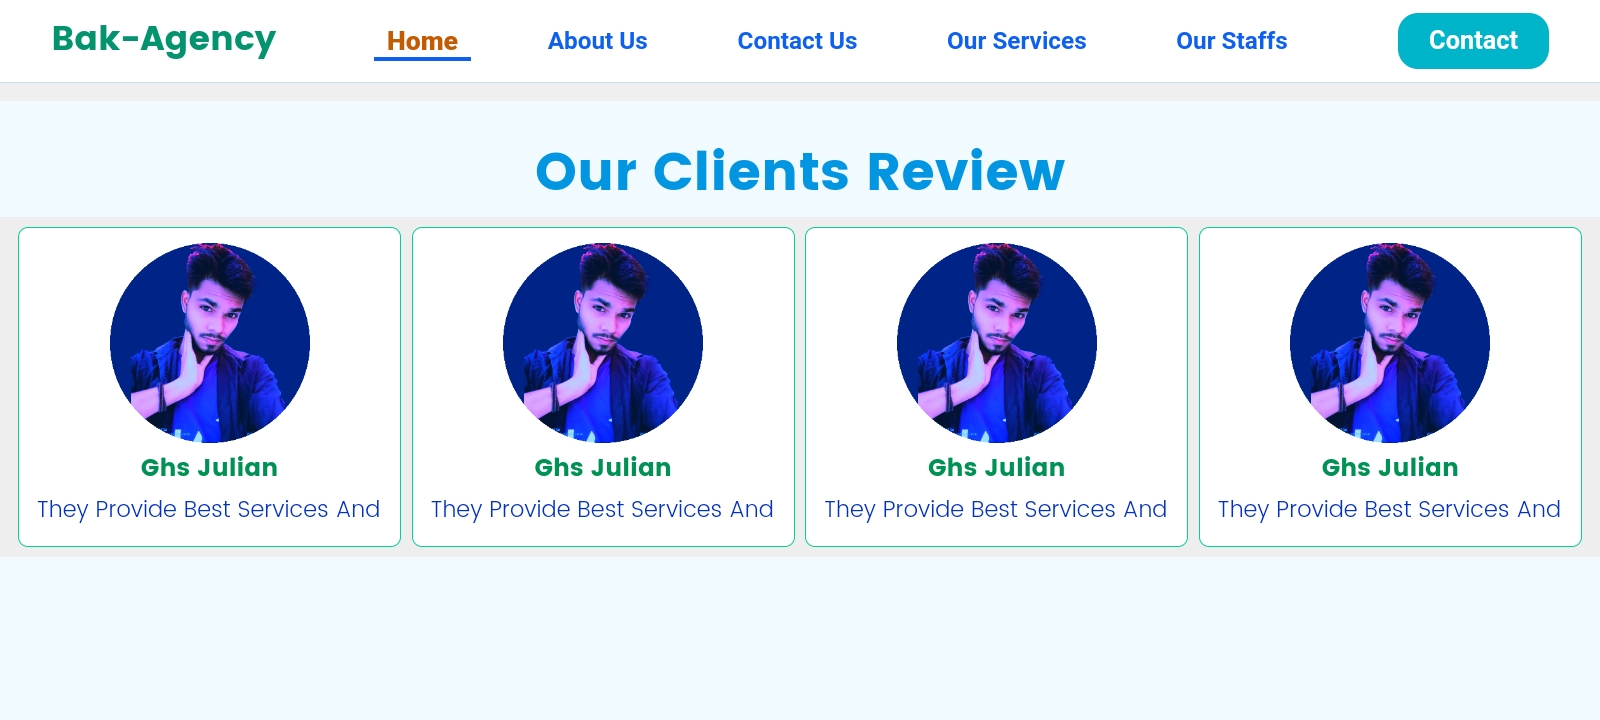 Bak-Agency Home About Us Contact Us Our Services Our Staffs Contact
Our Clients Review
Ghs Julian Ghs Julian Ghs Julian Ghs Julian
They Provide Best Services And They Provide Best Services And They Provide Best Services And They Provide Best Services And